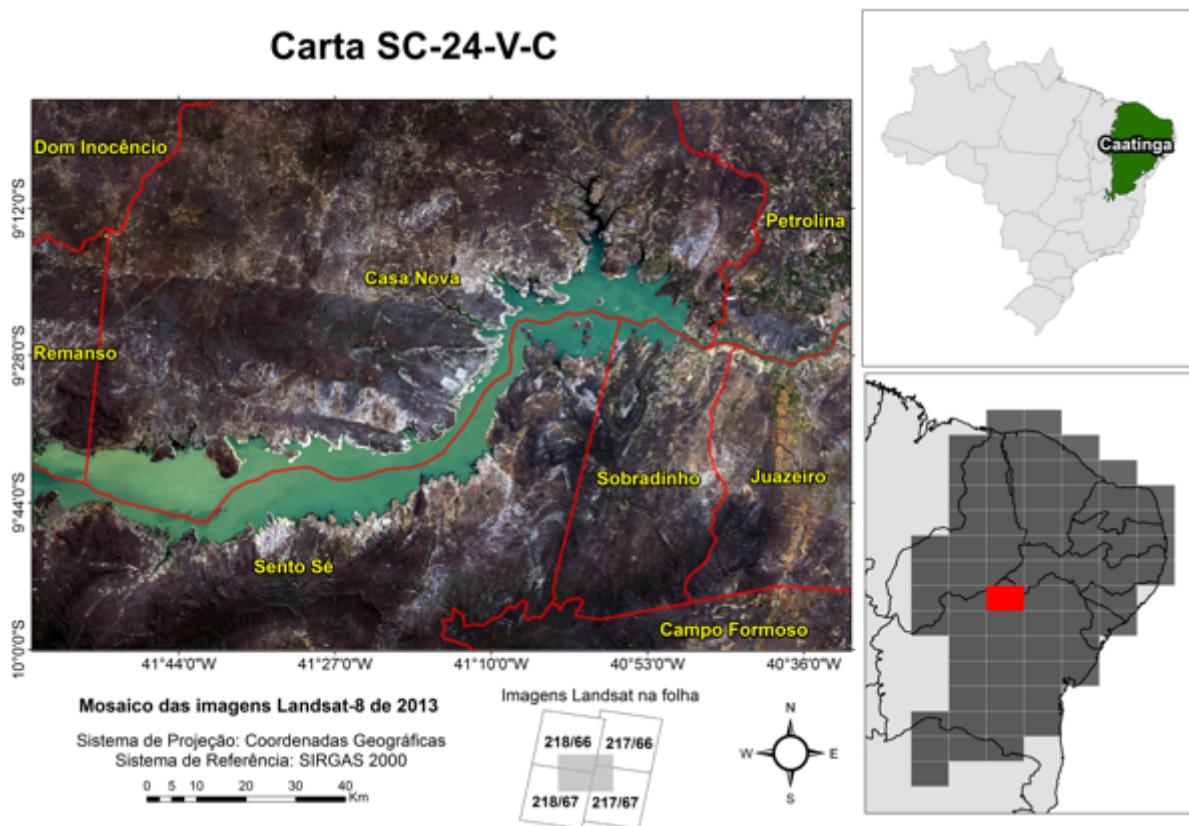 Carta SC-24-V-C
Dom Inocêncio
Petrolina
Casa Nova
Remanso
Sobradinho
Juazeiro
Sento Sé
Campo Formoso
9°12'0"S
9°28'0"S
9°44'0"S
10°0'0"S
41°44'0"W
41°27'0"W
41°10'0"W
40°53'0"W
40°36'0"W
Caatinga
Mosaico das imagens Landsat-8 de 2013
Sistema de Projeção: Coordenadas Geográficas
Sistema de Referência: SIRGAS 2000
0 5 10 20 30 40
Km
Imagens Landsat na folha
218/66 217/66
218/67 217/67
N
W E
S